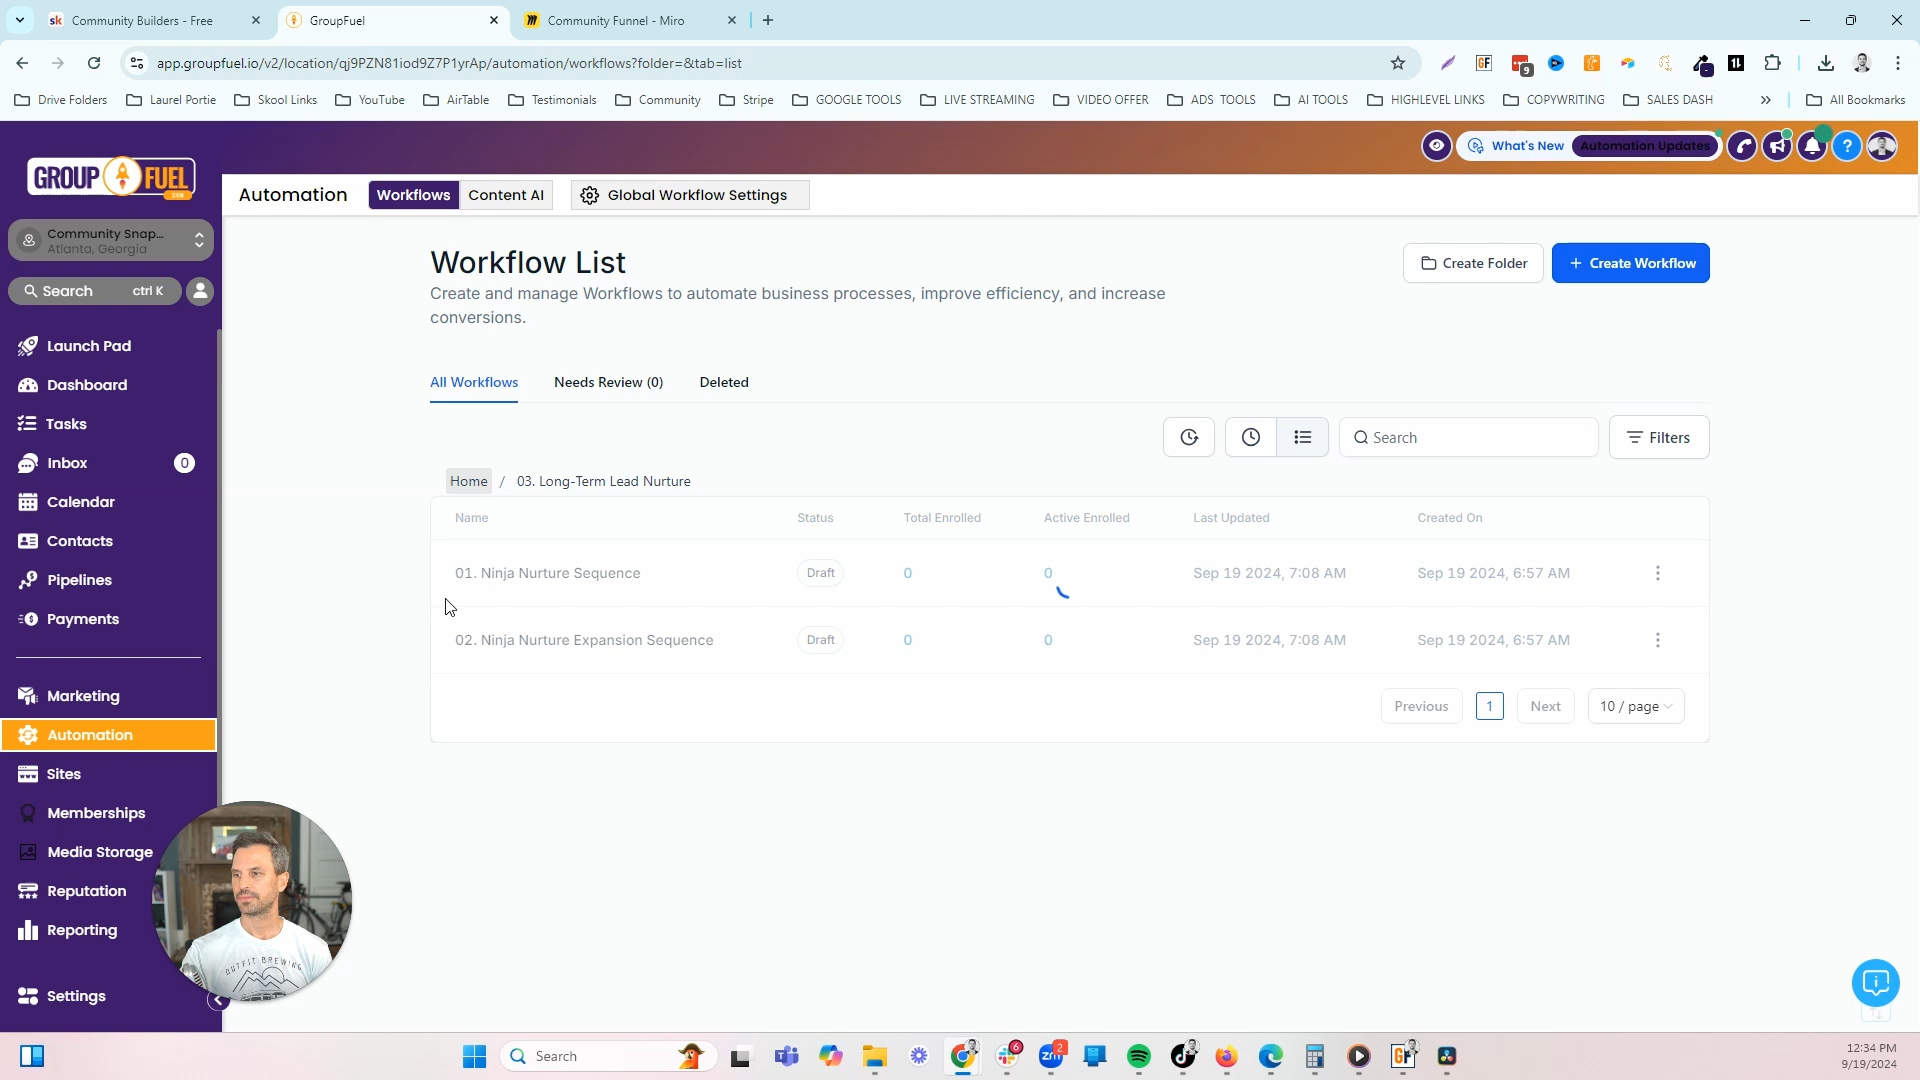 Community Builders - Free
GroupFuel
Community Funnel - Miro
app.groupfuel.io/v2/location/qj9PZN81iod9Z7P1yrAp/automation/workflows?folder=&tab=list
Drive Folders
Laurel Portie
Skool Links
YouTube
AirTable
Testimonials
Community
Stripe
GOOGLE TOOLS
LIVE STREAMING
VIDEO OFFER
ADS TOOLS
AI TOOLS
HIGHLEVEL LINKS
COPYWRITING
SALES DASH
All Bookmarks
What's New
Automation Updates
GROUP FUEL
Automation
Workflows
Content AI
Global Workflow Settings
Community Snap...
Atlanta, Georgia
Search
ctrl K
Launch Pad
Dashboard
Tasks
Inbox
0
Calendar
Contacts
Pipelines
Payments
Marketing
Automation
Sites
Memberships
Media Storage
Reputation
Reporting
Settings
Workflow List
Create and manage Workflows to automate business processes, improve efficiency, and increase
conversions.
Create Folder
+ Create Workflow
All Workflows
Needs Review (0)
Deleted
Search
Filters
Home / 03. Long-Term Lead Nurture
Name Status Total Enrolled Active Enrolled Last Updated Created On
01. Ninja Nurture Sequence Draft 0 0 Sep 19 2024, 7:08 AM Sep 19 2024, 6:57 AM
02. Ninja Nurture Expansion Sequence Draft 0 0 Sep 19 2024, 7:08 AM Sep 19 2024, 6:57 AM
Previous 1 Next 10 / page
OUTFIT BREWING
Search
12:34 PM
9/19/2024